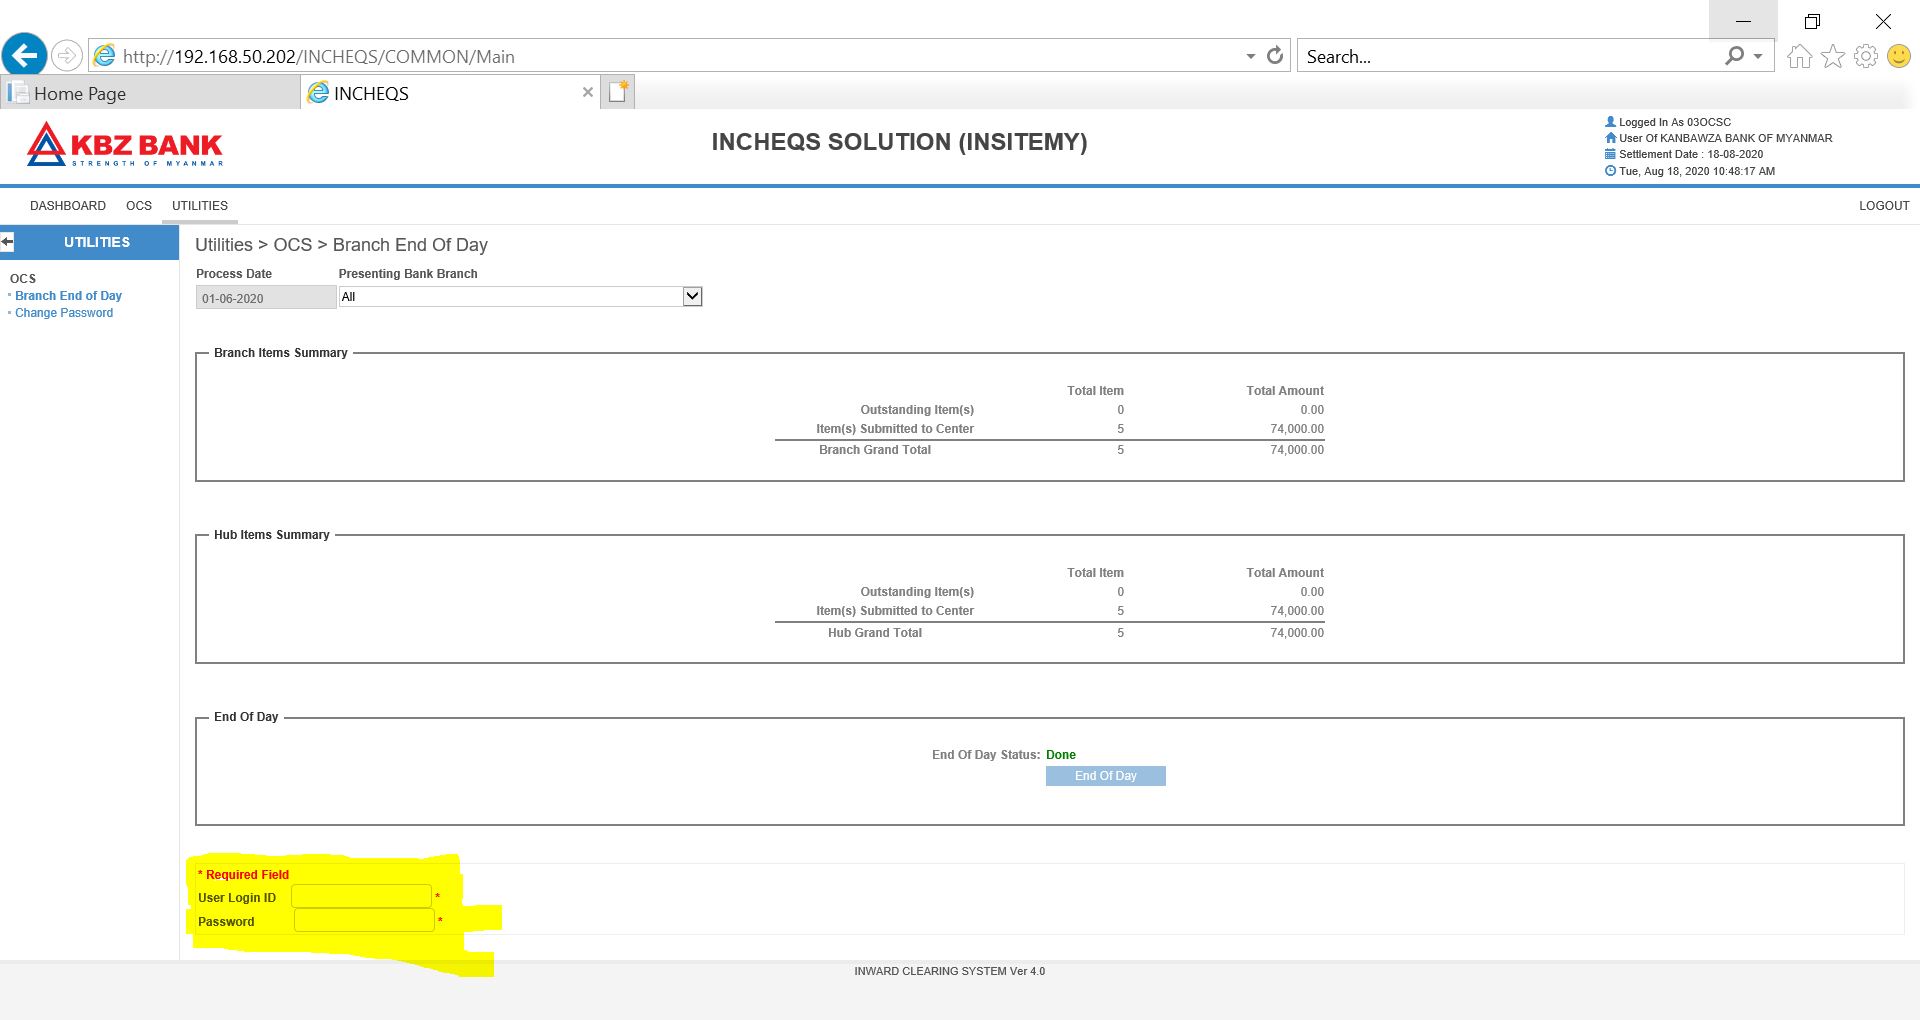 http://192.168.50.202/INCHEQS/COMMON/Main
Search...
Home Page
INCHEQS
KBZ BANK
STRENGTH OF MYANMAR
INCHEQS SOLUTION (INSITEMY)
Logged In As 03OCSC
User Of KANBAWZA BANK OF MYANMAR
Settlement Date : 18-08-2020
Tue, Aug 18, 2020 10:48:17 AM
DASHBOARD OCS UTILITIES LOGOUT
UTILITIES
OCS
Branch End of Day
Change Password
Utilities > OCS > Branch End Of Day
Process Date Presenting Bank Branch
01-06-2020 All
Branch Items Summary
Total Item Total Amount
Outstanding Item(s) 0 0.00
Item(s) Submitted to Center 5 74,000.00
Branch Grand Total 5 74,000.00
Hub Items Summary
Total Item Total Amount
Outstanding Item(s) 0 0.00
Item(s) Submitted to Center 5 74,000.00
Hub Grand Total 5 74,000.00
End Of Day
End Of Day Status: Done
End Of Day
* Required Field
User Login ID *
Password *
INWARD CLEARING SYSTEM Ver 4.0